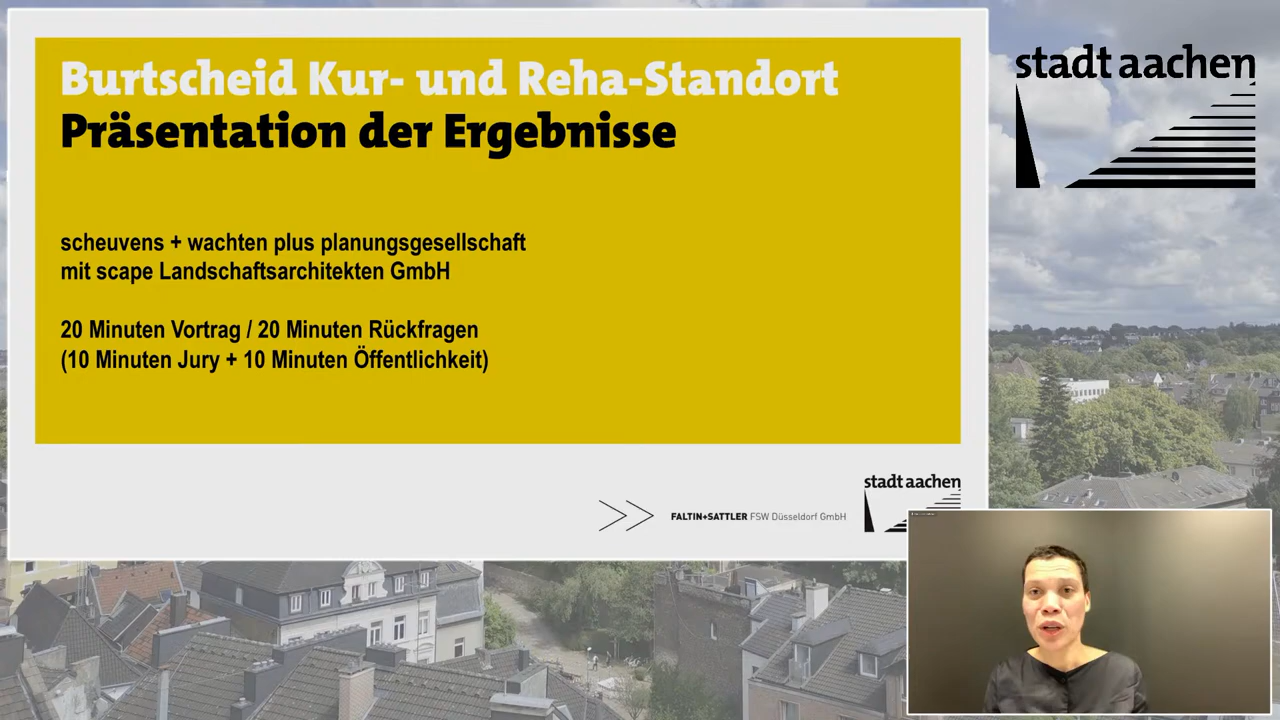 Burtscheid Kur- und Reha-Standort
Präsentation der Ergebnisse
scheuvens + wachten plus planungsgesellschaft
mit scape Landschaftsarchitekten GmbH
20 Minuten Vortrag / 20 Minuten Rückfragen
(10 Minuten Jury + 10 Minuten Öffentlichkeit)
FALTIN+SATTLER FSW Düsseldorf GmbH
stadt aachen
stadt aachen